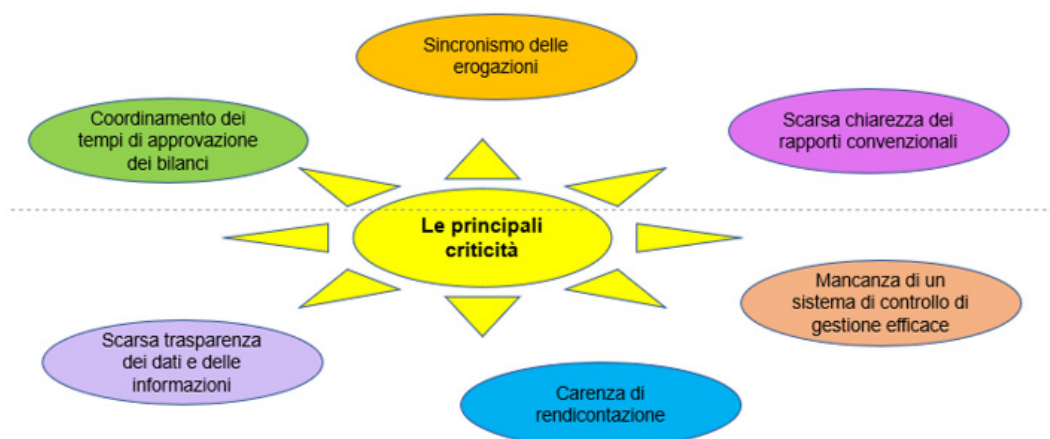 Sincronismo delle
erogazioni
Coordinamento dei
tempi di approvazione
dei bilanci
Scarsa chiarezza dei
rapporti convenzionali
Le principali
criticità
Mancanza di un
sistema di controllo di
gestione efficace
Scarsa trasparenza
dei dati e delle
informazioni
Carenza di
rendicontazione